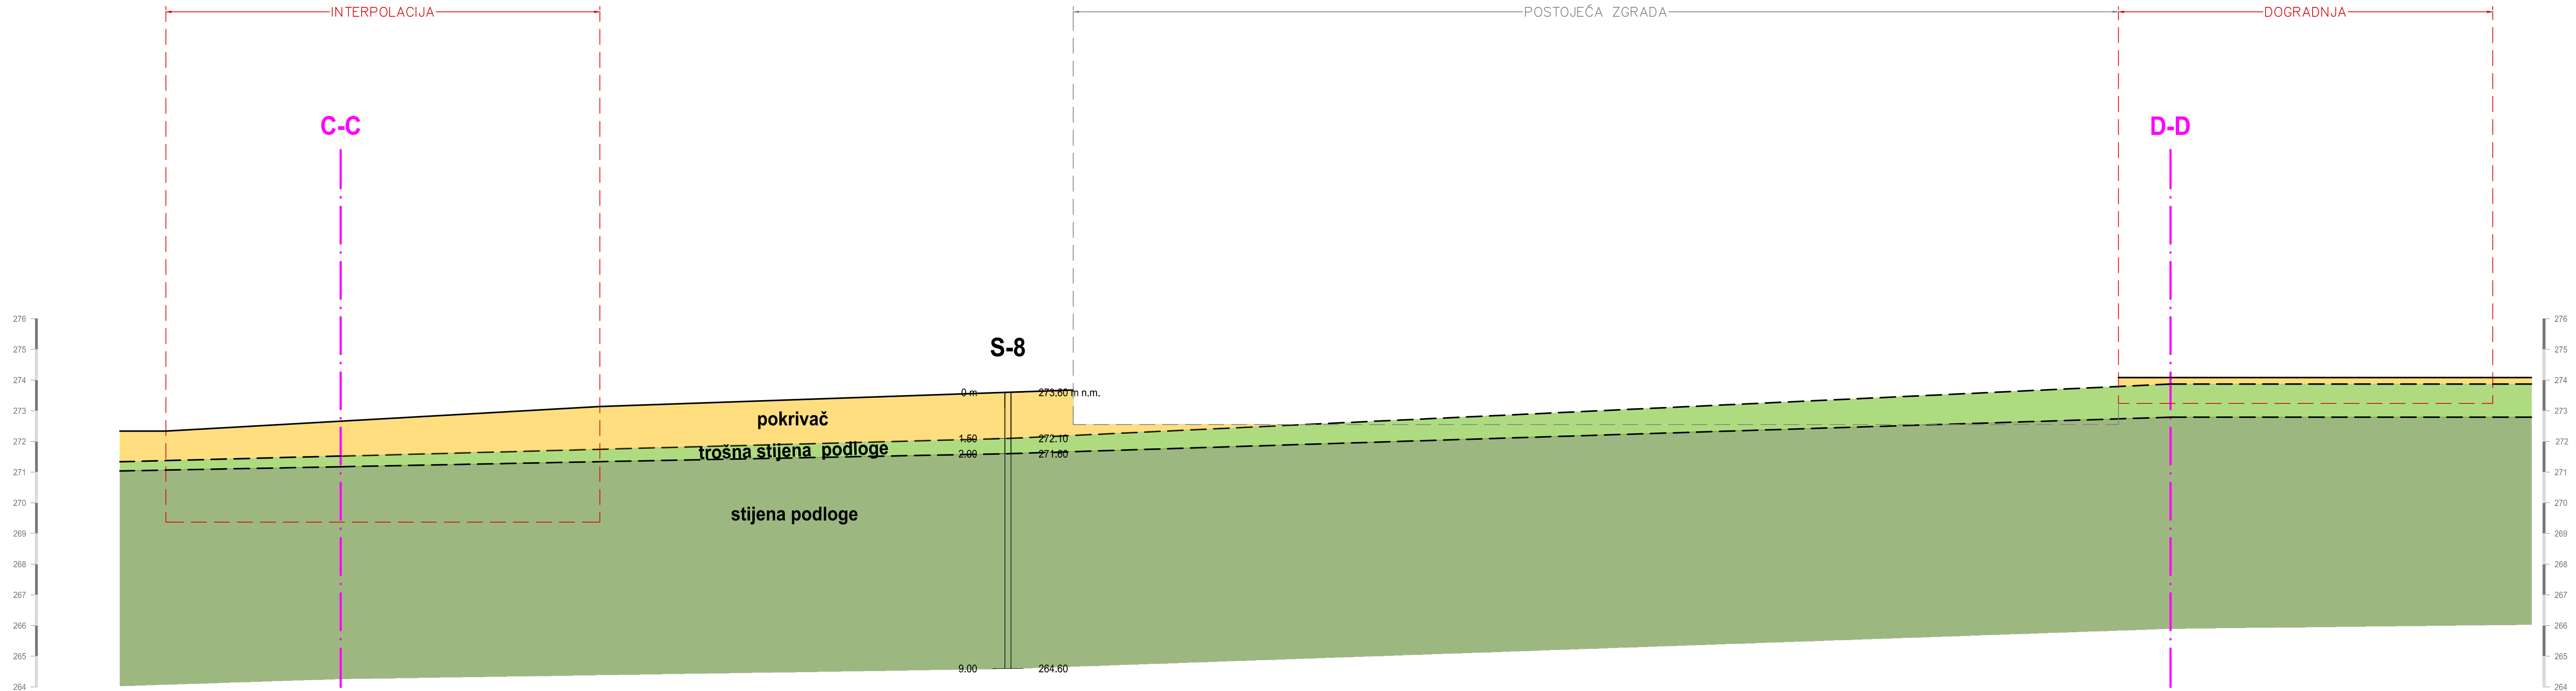 INTERPOLACIJA
POSTOJEĆA ZGRADA
DOGRADNJA
C-C
D-D
S-8
276
275
274
273
272
271
270
269
268
267
266
265
264
0 m
273.60 m n.m.
pokrivač
1.50
272.10
trošna stijena podloge
2.00
271.60
stijena podloge
9.00
264.60
276
275
274
273
272
271
270
269
268
267
266
265
264